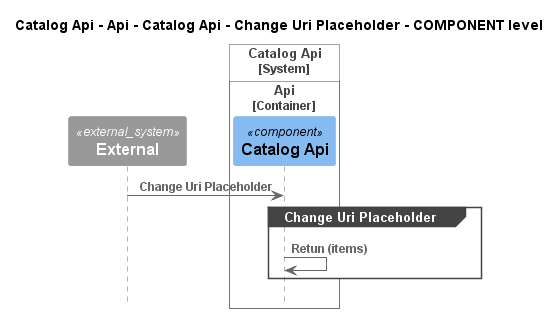 Catalog Api - Api - Catalog Api - Change Uri Placeholder - COMPONENT level
Catalog Api
[System]
Api
[Container]
«external_system»
External
«component»
Catalog Api
Change Uri Placeholder
Change Uri Placeholder
Retun (items)